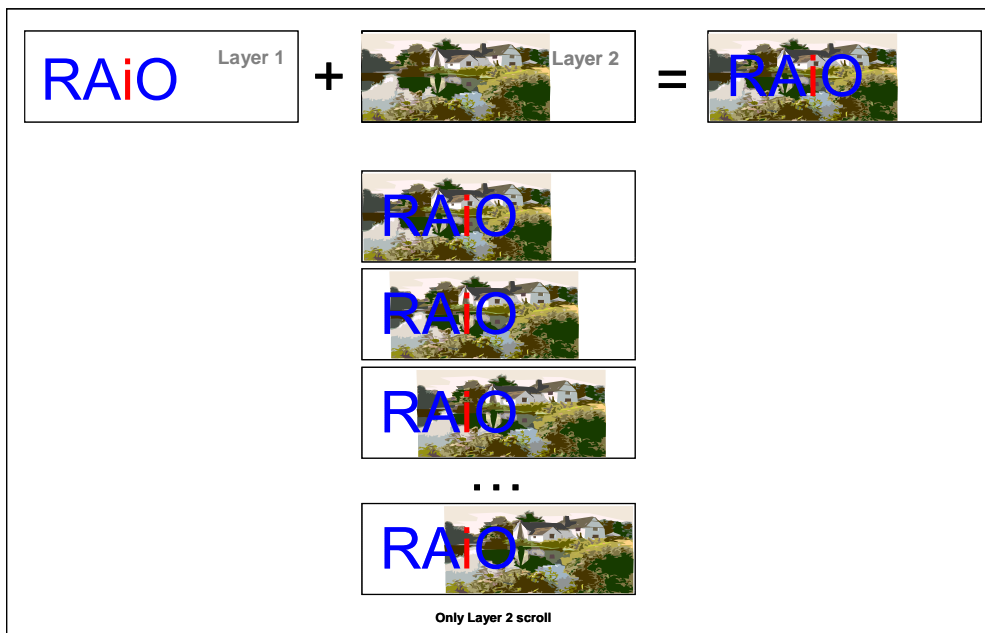 RAiO Layer 1 + Layer 2 = RAiO
RAiO
RAiO
RAiO
...
RAiO
Only Layer 2 scroll